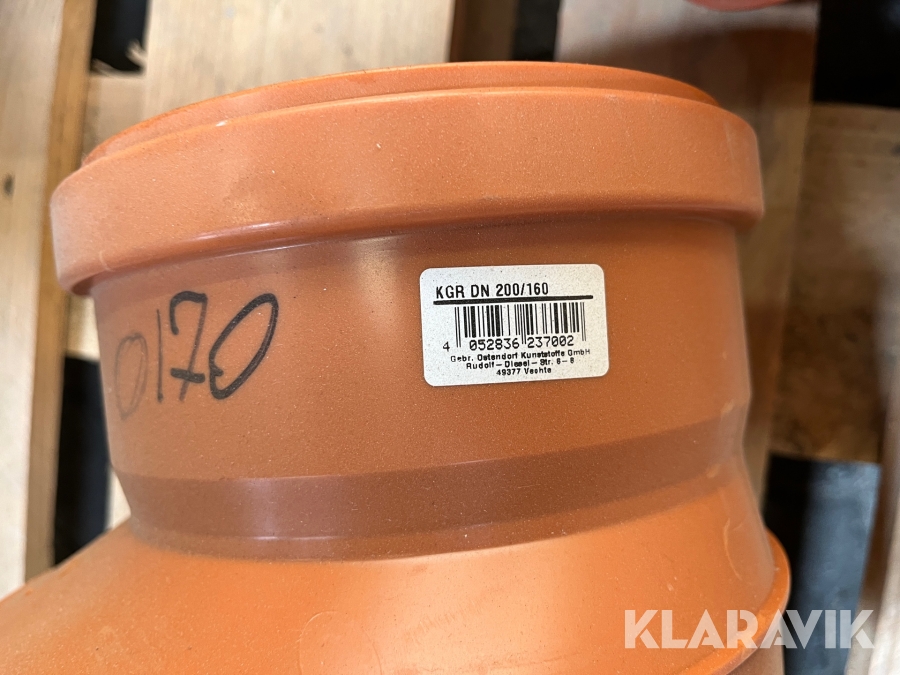 KGR DN 200/160
4 052836 237002
Gebr. Ostendorf Kunststoffe GmbH
Rudolf - Diesel - Str. 6 - 8
49377 Vechta
0170
KLARAVIK